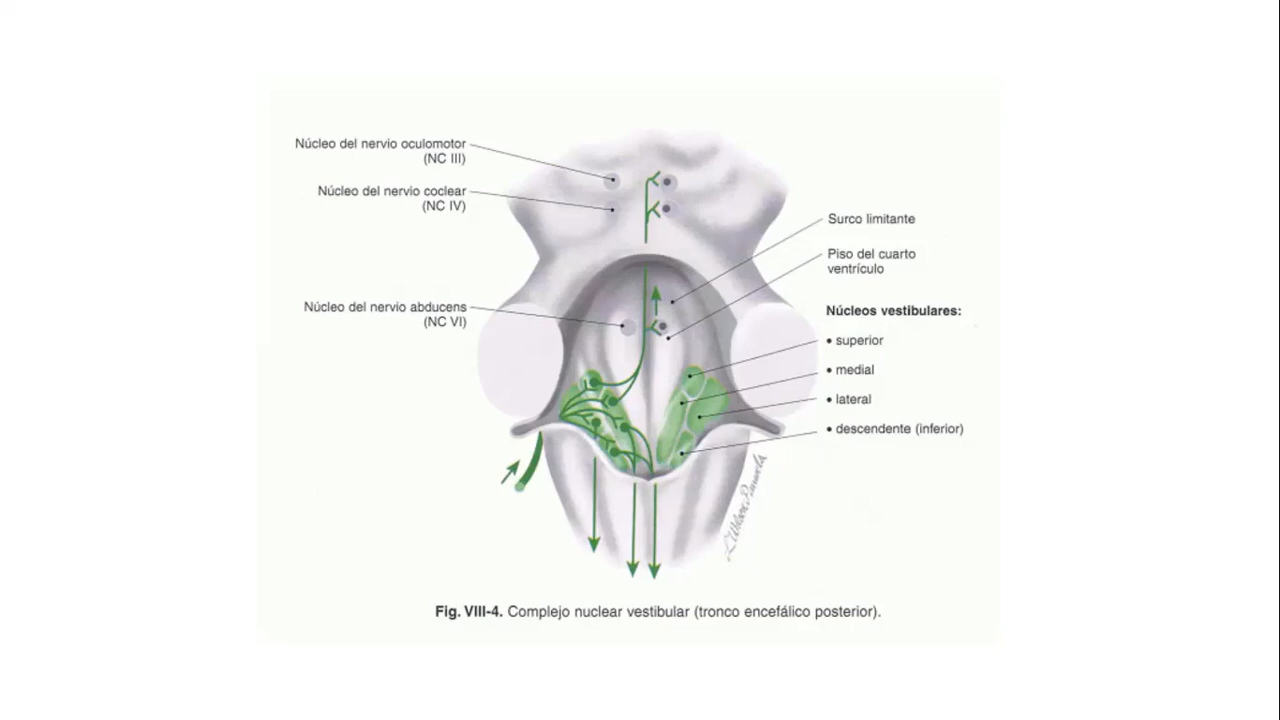 Núcleo del nervio oculomotor
(NC III)
Núcleo del nervio coclear
(NC IV)
Núcleo del nervio abducens
(NC VI)
Surco limitante
Piso del cuarto
ventrículo
Núcleos vestibulares:
• superior
• medial
• lateral
• descendente (inferior)
Fig. VIII-4. Complejo nuclear vestibular (tronco encefálico posterior).